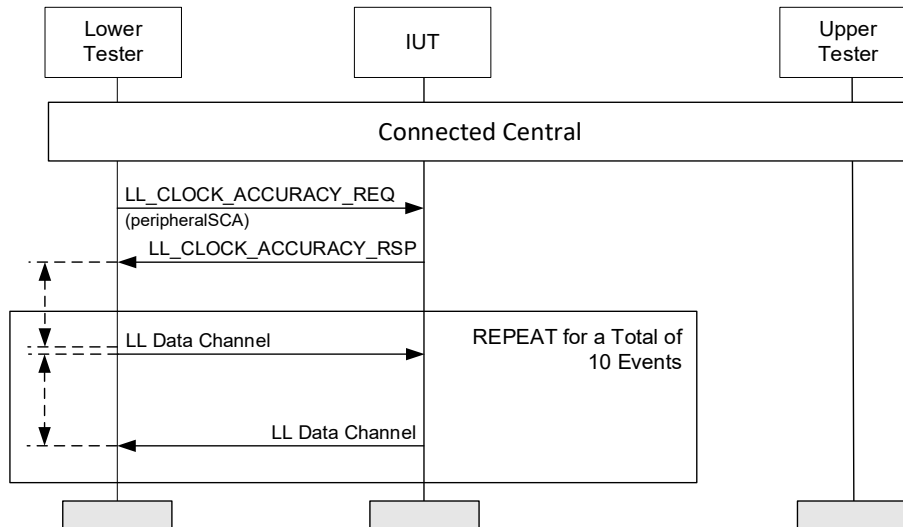 Lower
Tester
IUT
Upper
Tester
Connected Central
LL_CLOCK_ACCURACY_REQ
(peripheralSCA)
LL_CLOCK_ACCURACY_RSP
REPEAT for a Total of
10 Events
LL Data Channel
LL Data Channel